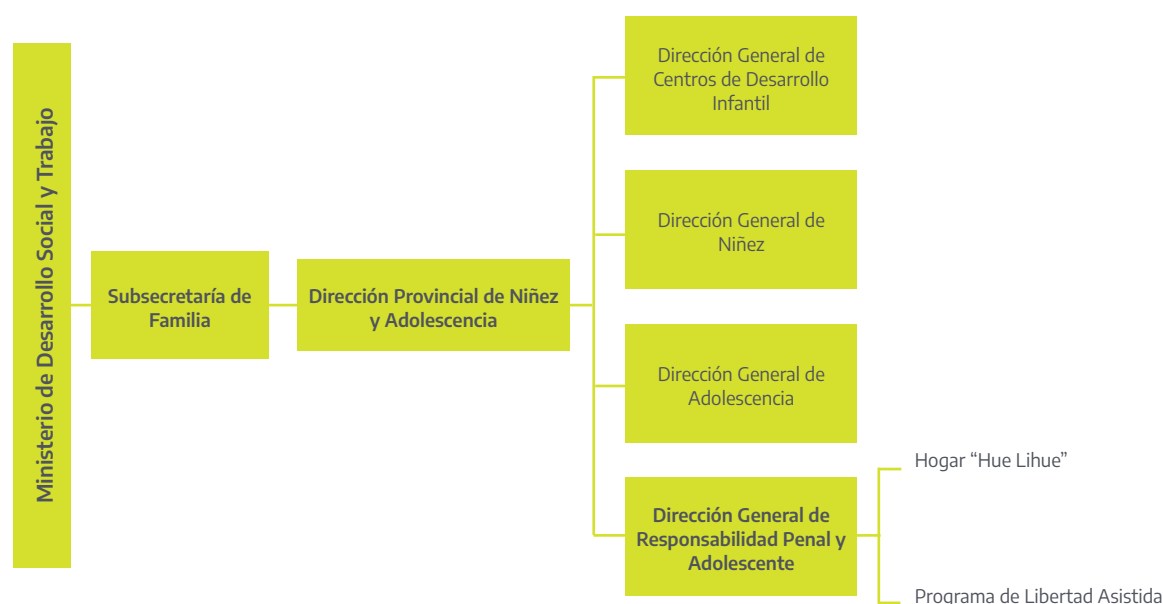 Ministerio de Desarrollo Social y Trabajo
Subsecretaría de
Familia
Dirección Provincial de Niñez
y Adolescencia
Dirección General de
Centros de Desarrollo
Infantil
Dirección General de
Niñez
Dirección General de
Adolescencia
Dirección General de
Responsabilidad Penal y
Adolescente
Hogar “Hue Lihue”
Programa de Libertad Asistida